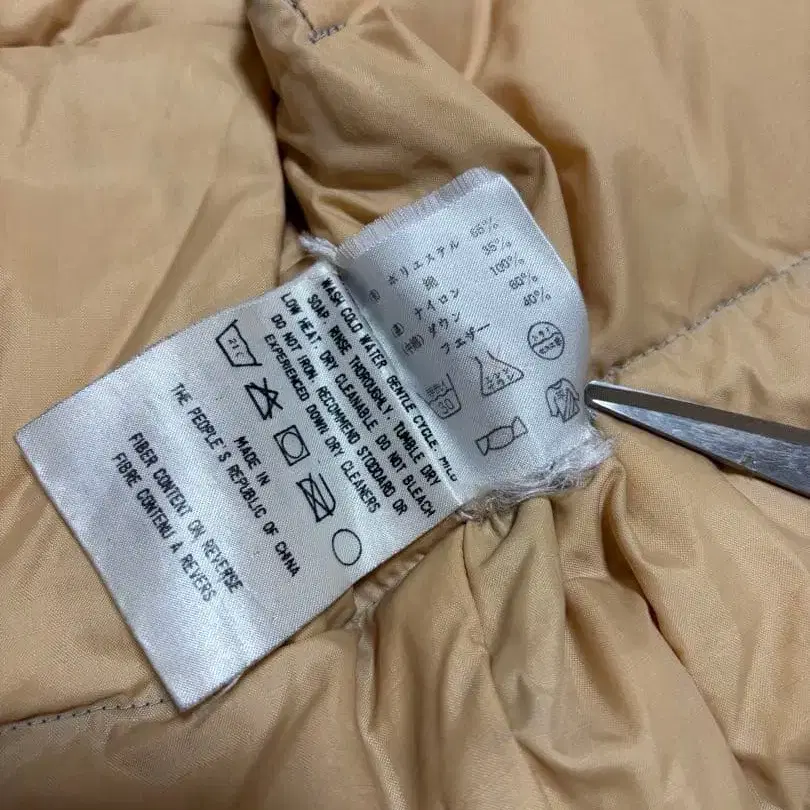 WASH COLD WATER, GENTLE CYCLE, MILD
SOAP, RINSE THOROUGHLY, TUMBLE DRY
LOW HEAT, DRY CLEANABLE DO NOT BLEACH
DO NOT IRON, RECOMMEND STODDARD OR
EXPERIENCED DOWN DRY CLEANERS
MADE IN
THE PEOPLE'S REPUBLIC OF CHINA
FIBER CONTENT ON REVERSE
FIBRE CONTENU A REVERS
ポリエステル 65%
綿 35%
ナイロン 100%
ダウン 60%
フェザー 40%
30